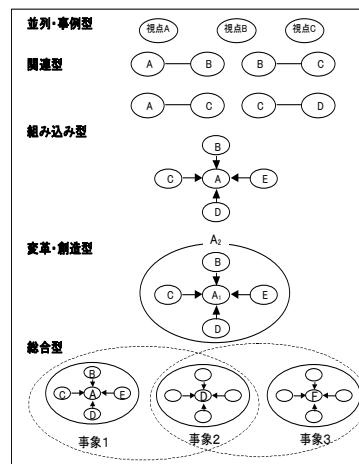 並列・事例型
視点A 視点B 視点C
関連型
A B B C
A C C D
組み込み型
B
C A E
D
A₂
変革・創造型
B
C A₁ E
D
総合型
B
C A E D F
D
事象1 事象2 事象3